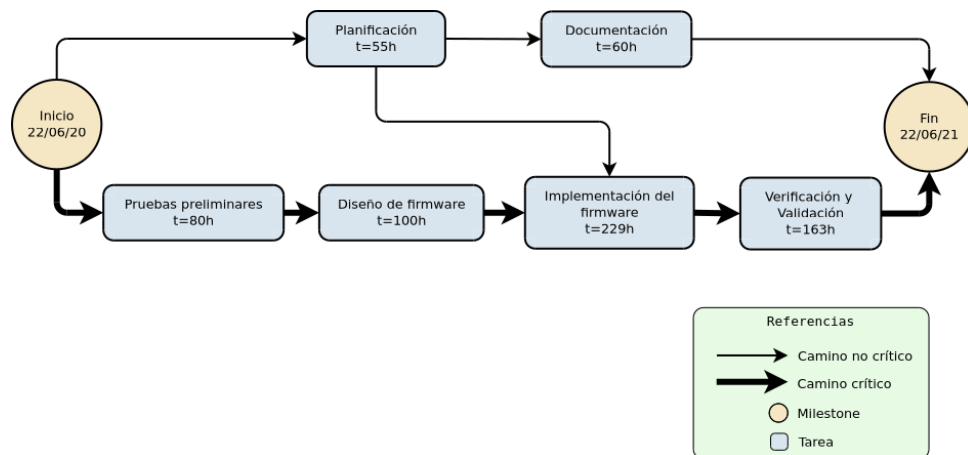 Planificación
t=55h
Documentación
t=60h
Inicio
22/06/20
Fin
22/06/21
Pruebas preliminares
t=80h
Diseño de firmware
t=100h
Implementación del
firmware
t=229h
Verificación y
Validación
t=163h
Referencias
Camino no crítico
Camino crítico
Milestone
Tarea